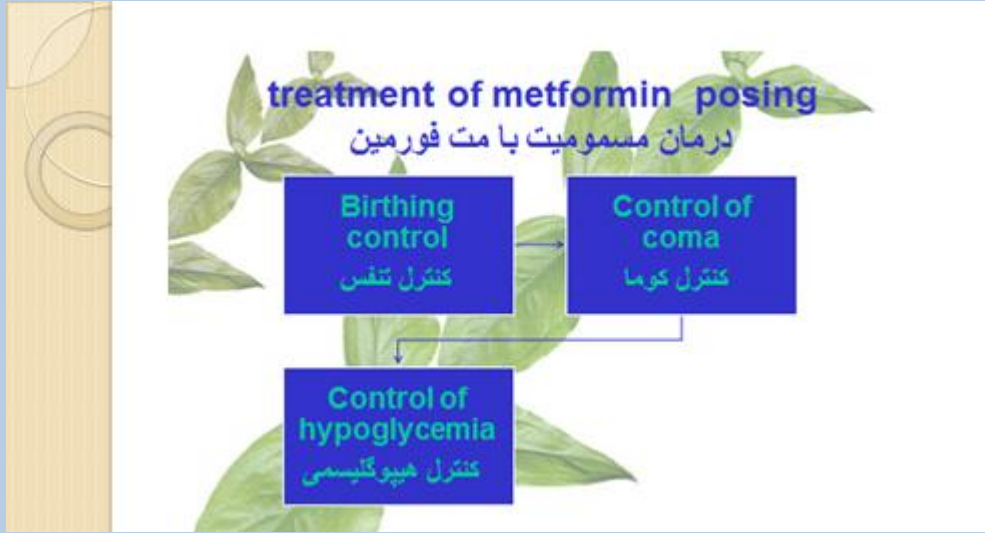 treatment of metformin posing
درمان مسمومیت با مت فورمین
Birthing
control
کنترل تنفس
Control of
coma
کنترل کوما
Control of
hypoglycemia
کنترل هیپوگلیسمی